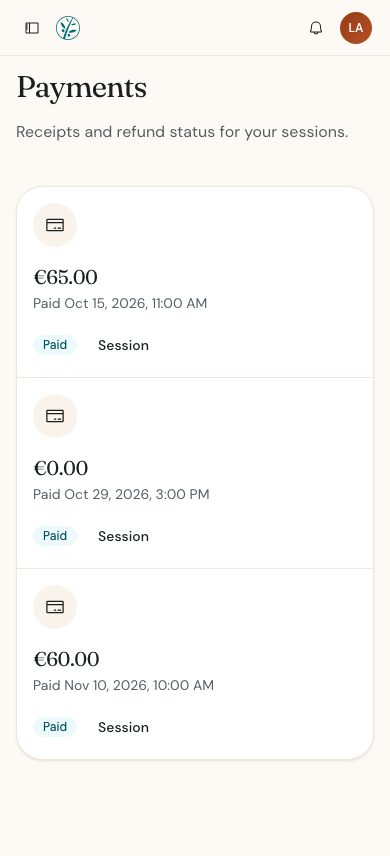 LA
Payments
Receipts and refund status for your sessions.
€65.00
Paid Oct 15, 2026, 11:00 AM
Paid Session
€0.00
Paid Oct 29, 2026, 3:00 PM
Paid Session
€60.00
Paid Nov 10, 2026, 10:00 AM
Paid Session